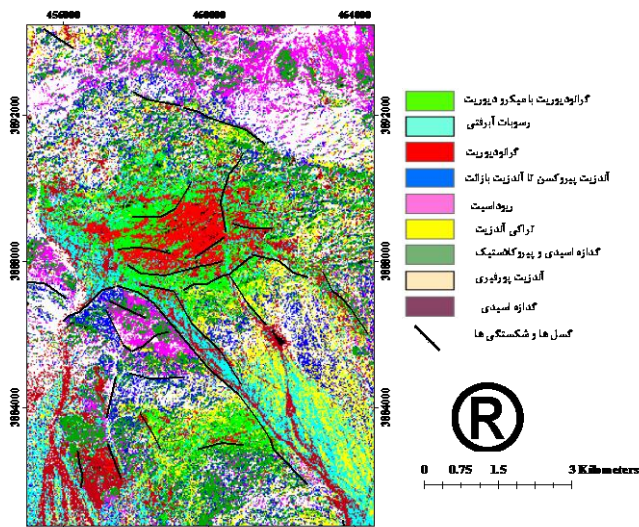 456000 460000 464000
3892000 3892000
3888000 3888000
3884000 3884000
گرانودیوریت با میکرو دیوریت
رسوبات آبرفتی
گرانودیوریت
آندزیت پیروکسن تا آندزیت بازالت
ریوداسیت
تراکی آندزیت
گدازه اسیدی و پیروکلاستیک
آندزیت پورفیری
گدازه اسیدی
گسل ها و شکستگی ها
®
0 0.75 1.5 3 Kilometers